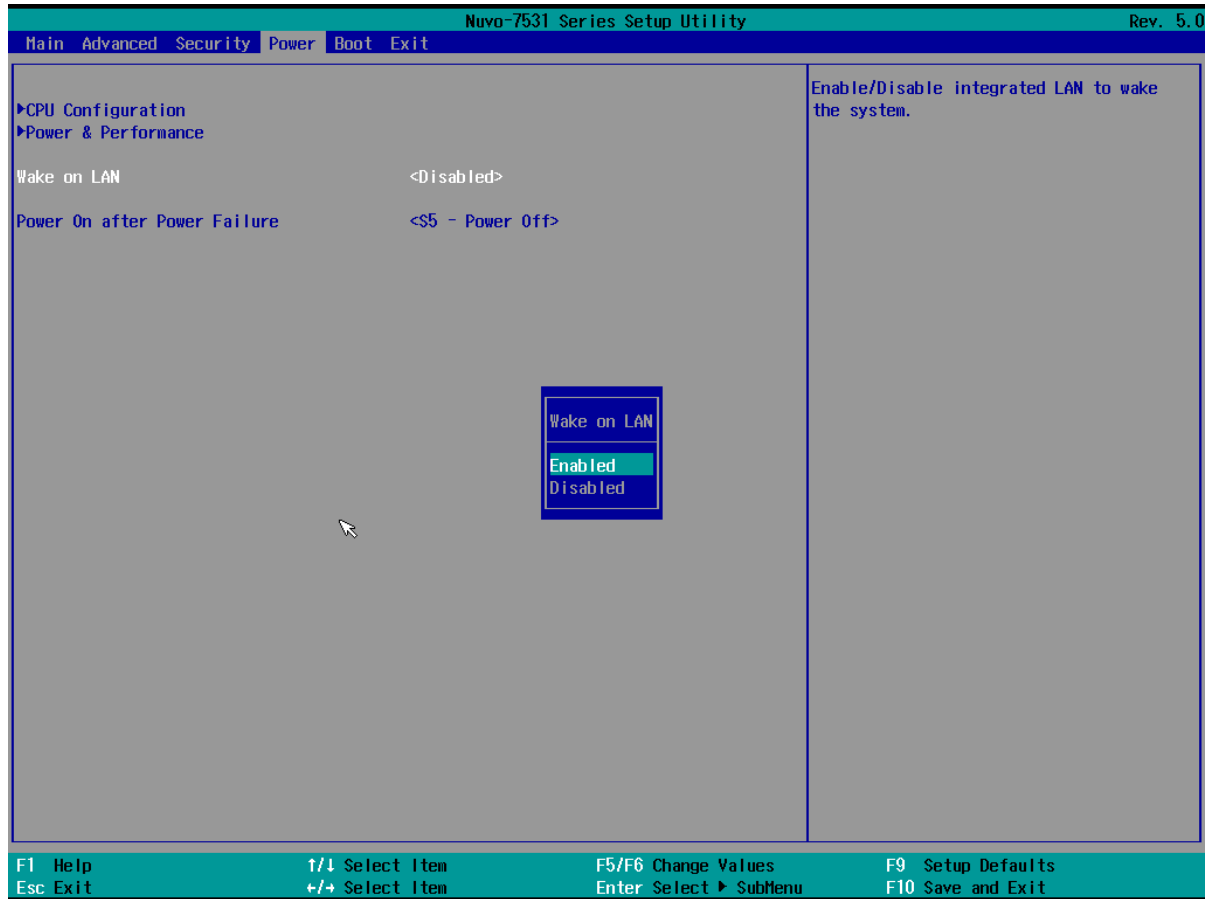 Nuvo-7531 Series Setup Utility Rev. 5.0
Main Advanced Security Power Boot Exit
▶CPU Configuration
▶Power & Performance
Wake on LAN <Disabled>
Power On after Power Failure <S5 - Power Off>
Enable/Disable integrated LAN to wake
the system.
Wake on LAN
Enabled
Disabled
F1 Help ↑/↓ Select Item F5/F6 Change Values F9 Setup Defaults
Esc Exit ←/→ Select Item Enter Select ▶ SubMenu F10 Save and Exit